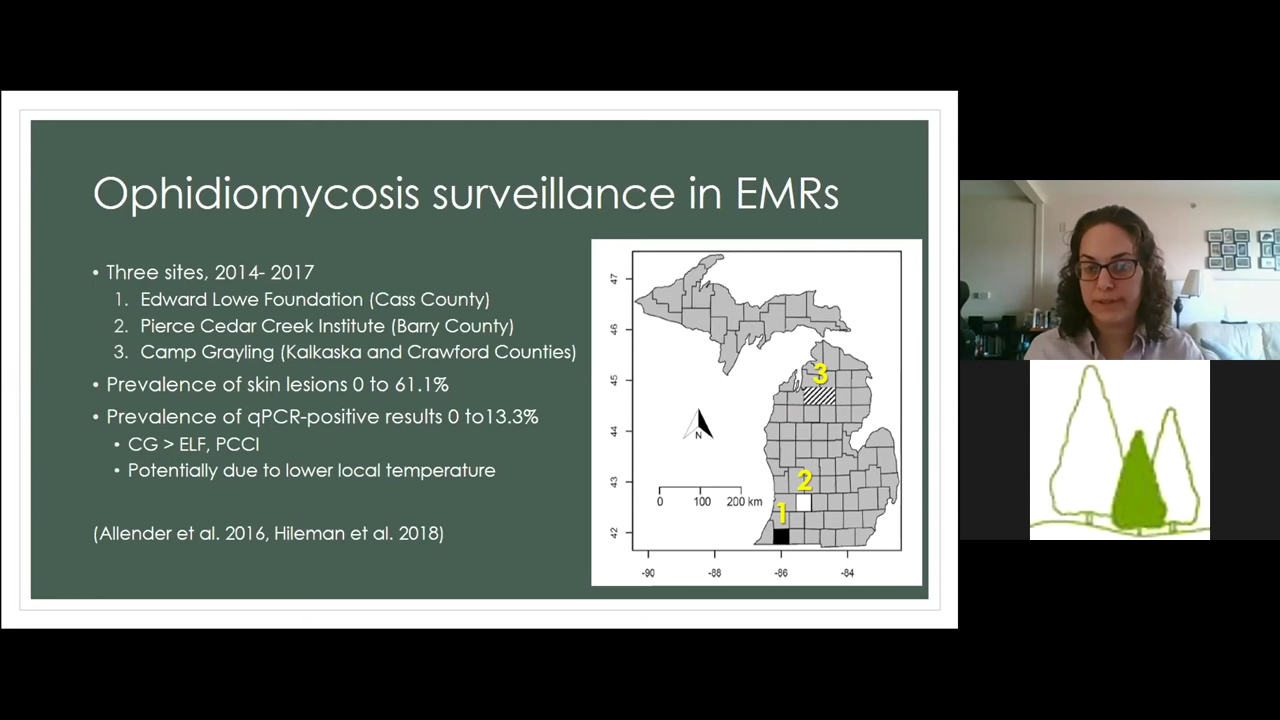 Ophidiomycosis surveillance in EMRs
• Three sites, 2014- 2017
1. Edward Lowe Foundation (Cass County)
2. Pierce Cedar Creek Institute (Barry County)
3. Camp Grayling (Kalkaska and Crawford Counties)
• Prevalence of skin lesions 0 to 61.1%
• Prevalence of qPCR-positive results 0 to13.3%
• CG > ELF, PCCI
• Potentially due to lower local temperature
(Allender et al. 2016, Hileman et al. 2018)
47
46
45
44
43
42
3
2
1
N
0 100 200 km
-90 -88 -86 -84